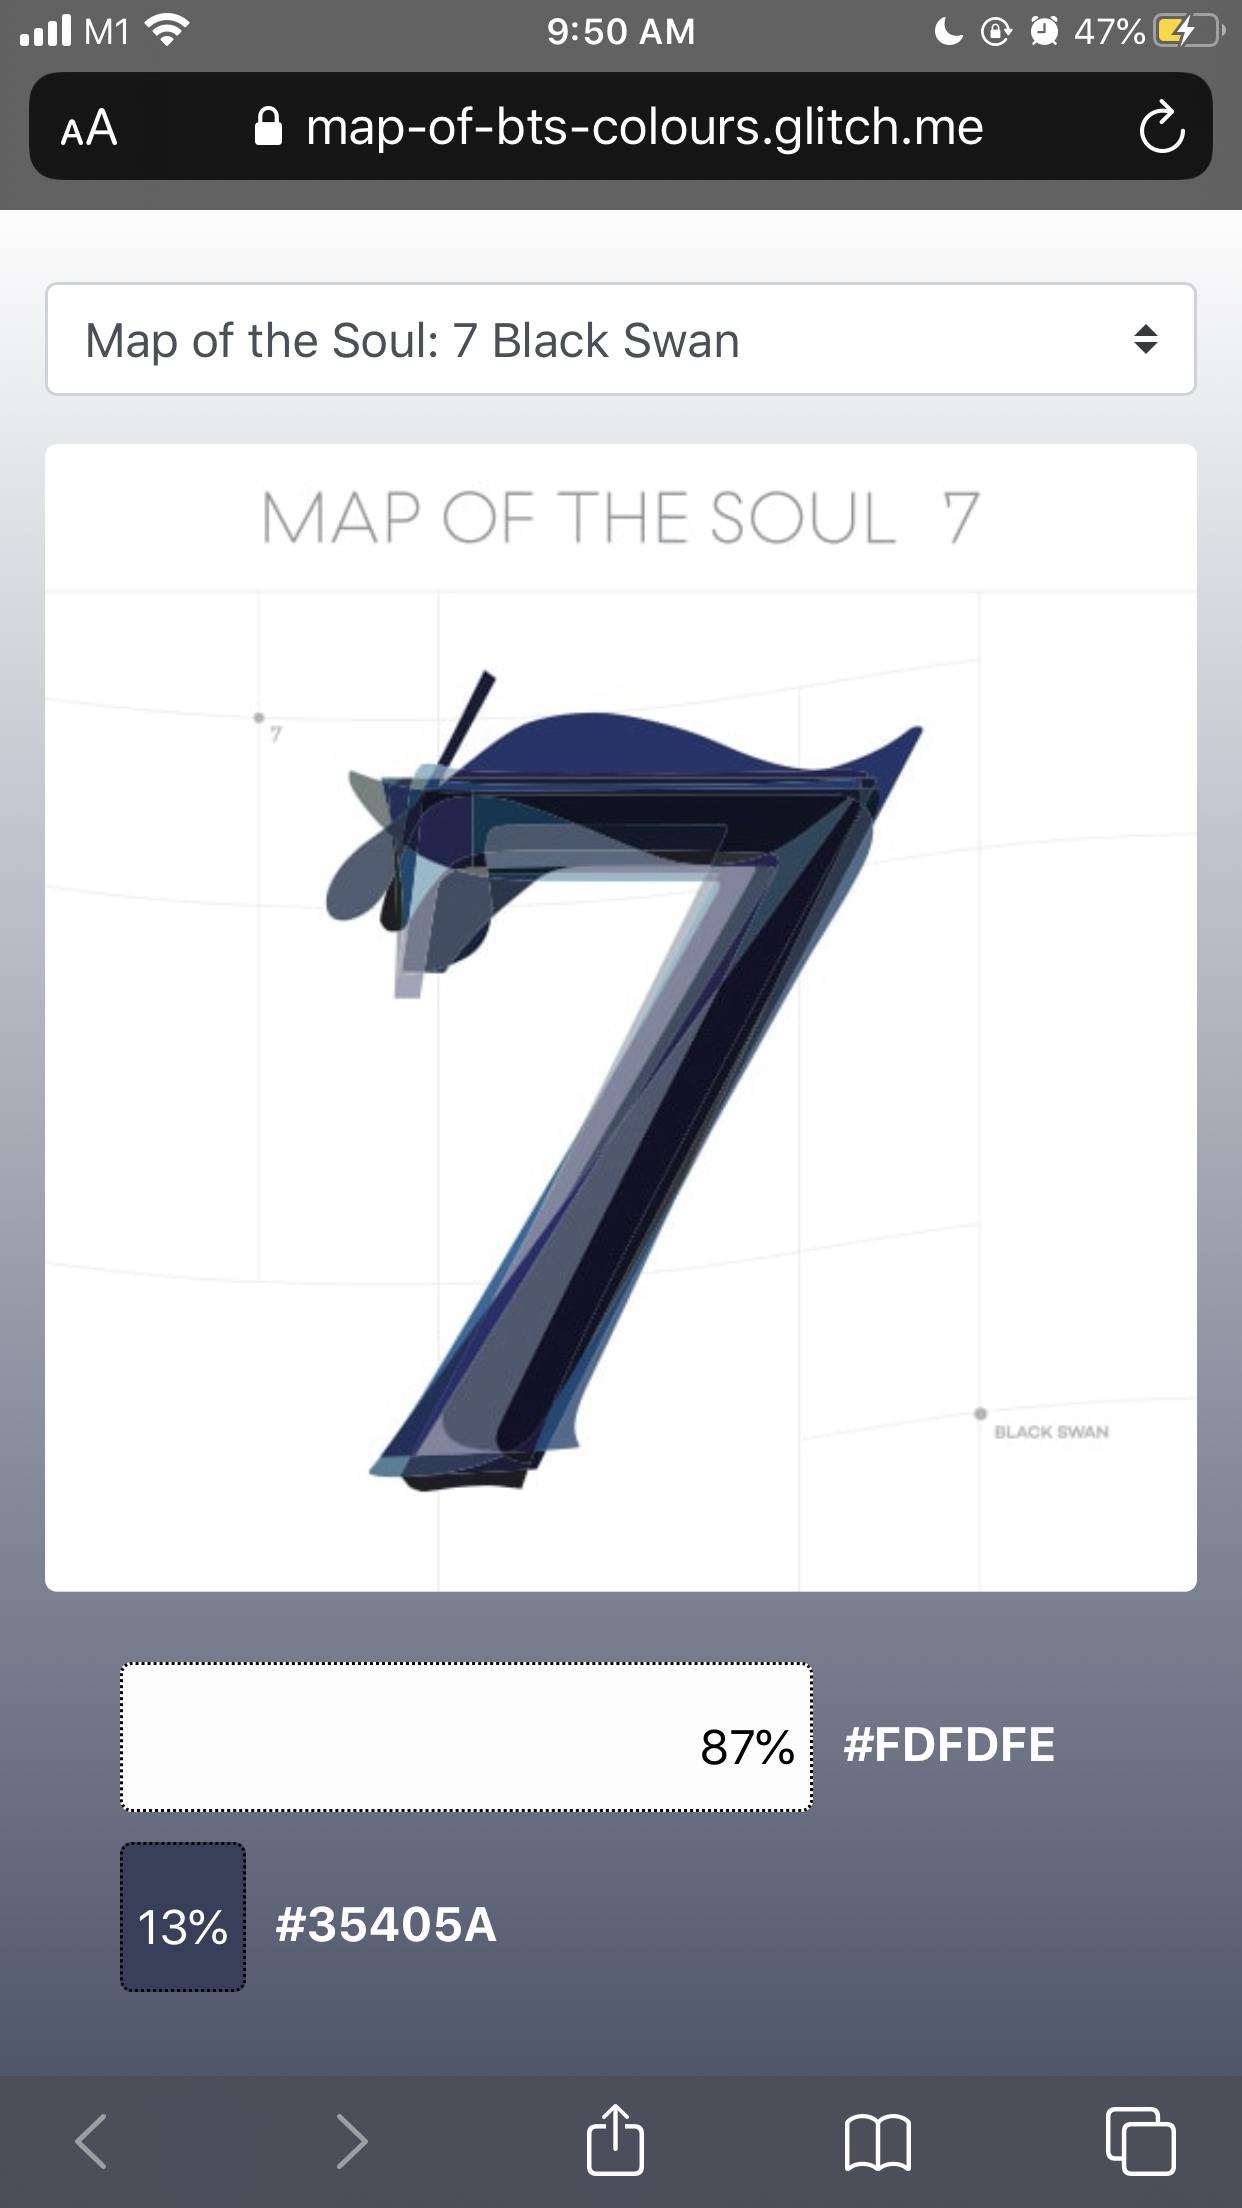 M1 9:50 AM 47%
AA map-of-bts-colours.glitch.me
Map of the Soul: 7 Black Swan
MAP OF THE SOUL 7
7
BLACK SWAN
87% #FDFDFE
13% #35405A